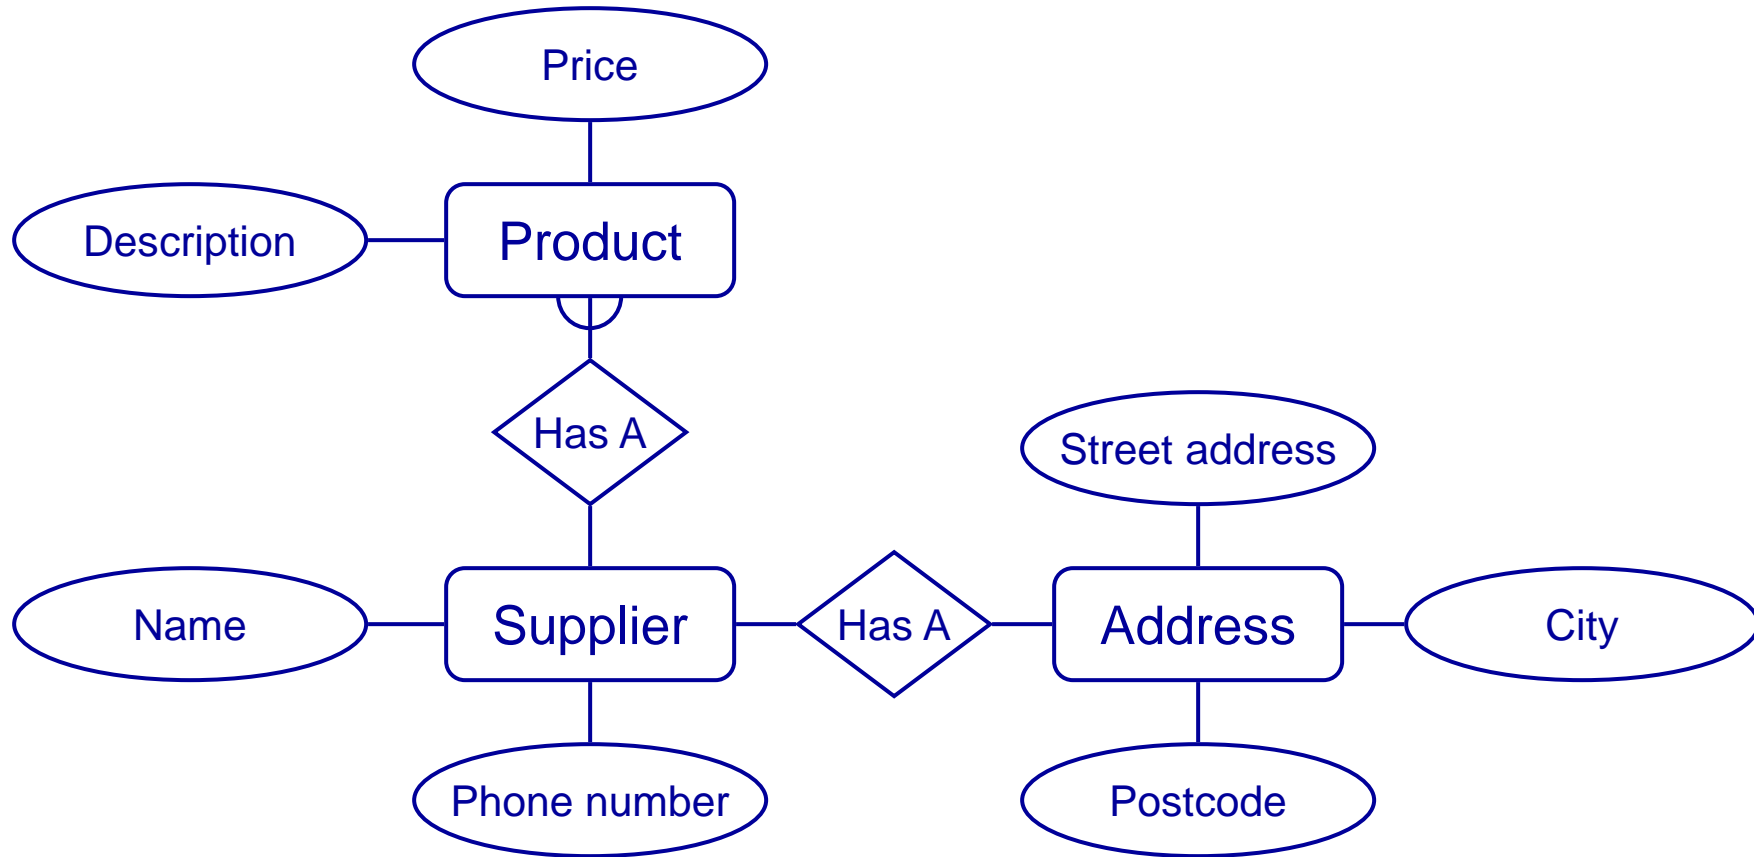 Price
Description
Product
Has A
Street address
Name
Supplier
Has A
Address
City
Phone number
Postcode